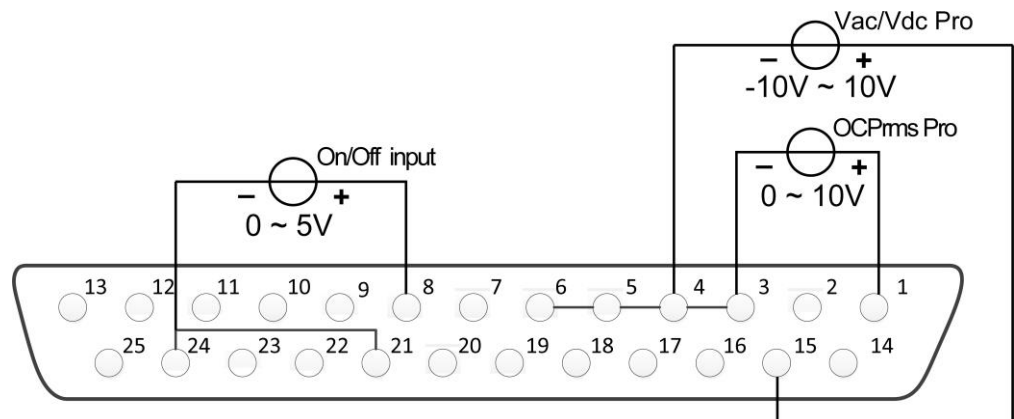 Vac/Vdc Pro
− +
-10V ~ 10V
OCPrms Pro
− +
0 ~ 10V
On/Off input
− +
0 ~ 5V
13 12 11 10 9 8 7 6 5 4 3 2 1
25 24 23 22 21 20 19 18 17 16 15 14